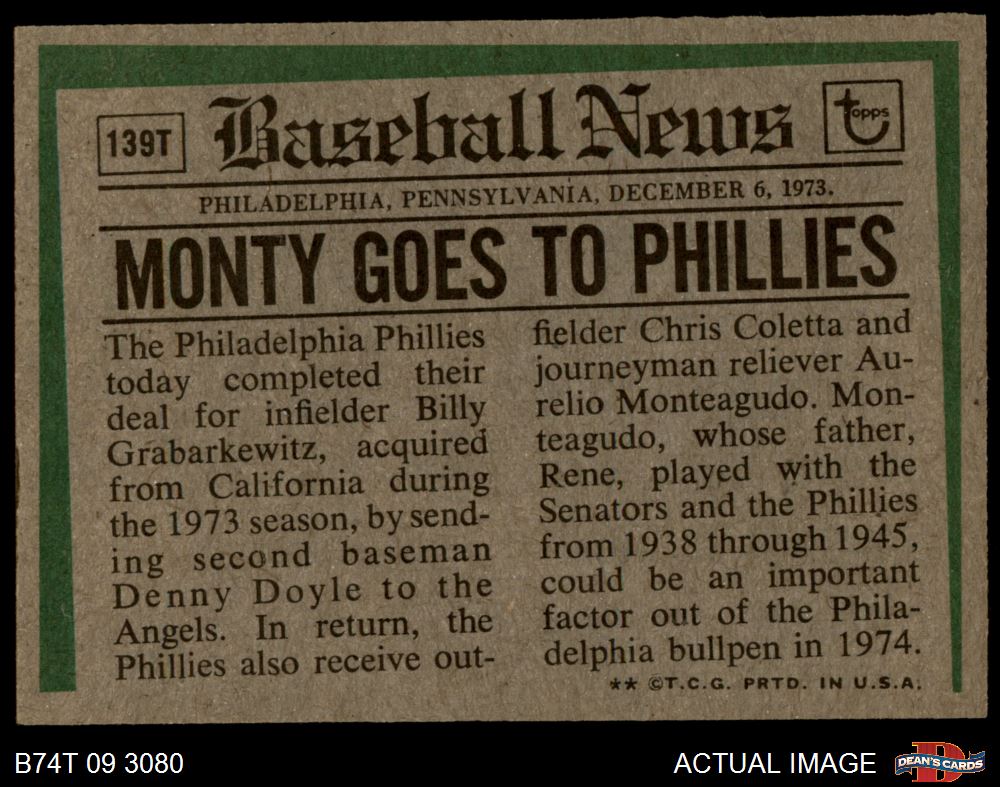 139T
Baseball News
topps
PHILADELPHIA, PENNSYLVANIA, DECEMBER 6, 1973.
MONTY GOES TO PHILLIES
The Philadelphia Phillies
today completed their
deal for infielder Billy
Grabarkewitz, acquired
from California during
the 1973 season, by send-
ing second baseman
Denny Doyle to the
Angels. In return, the
Phillies also receive out-
fielder Chris Coletta and
journeyman reliever Au-
relio Monteagudo. Mon-
teagudo, whose father,
Rene, played with the
Senators and the Phillies
from 1938 through 1945,
could be an important
factor out of the Phila-
delphia bullpen in 1974.
** ©T.C.G. PRTD. IN U.S.A.
B74T 09 3080
ACTUAL IMAGE
DEAN'S CARDS